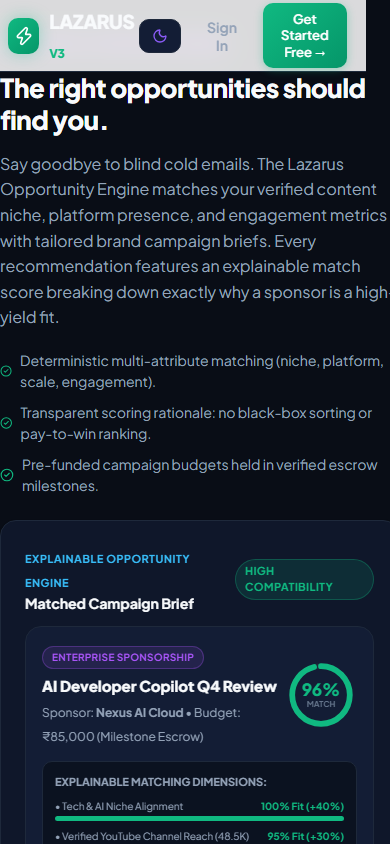 LAZARUS
V3
Sign
In
Get
Started
Free →
The right opportunities should
find you.
Say goodbye to blind cold emails. The Lazarus
Opportunity Engine matches your verified content
niche, platform presence, and engagement metrics
with tailored brand campaign briefs. Every
recommendation features an explainable match
score breaking down exactly why a sponsor is a high-
yield fit.
Deterministic multi-attribute matching (niche, platform,
scale, engagement).
Transparent scoring rationale: no black-box sorting or
pay-to-win ranking.
Pre-funded campaign budgets held in verified escrow
milestones.
EXPLAINABLE OPPORTUNITY
ENGINE
HIGH
COMPATIBILITY
Matched Campaign Brief
ENTERPRISE SPONSORSHIP
AI Developer Copilot Q4 Review
Sponsor: Nexus AI Cloud • Budget:
₹85,000 (Milestone Escrow)
96%
MATCH
EXPLAINABLE MATCHING DIMENSIONS:
• Tech & AI Niche Alignment 100% Fit (+40%)
• Verified YouTube Channel Reach (48.5K) 95% Fit (+30%)